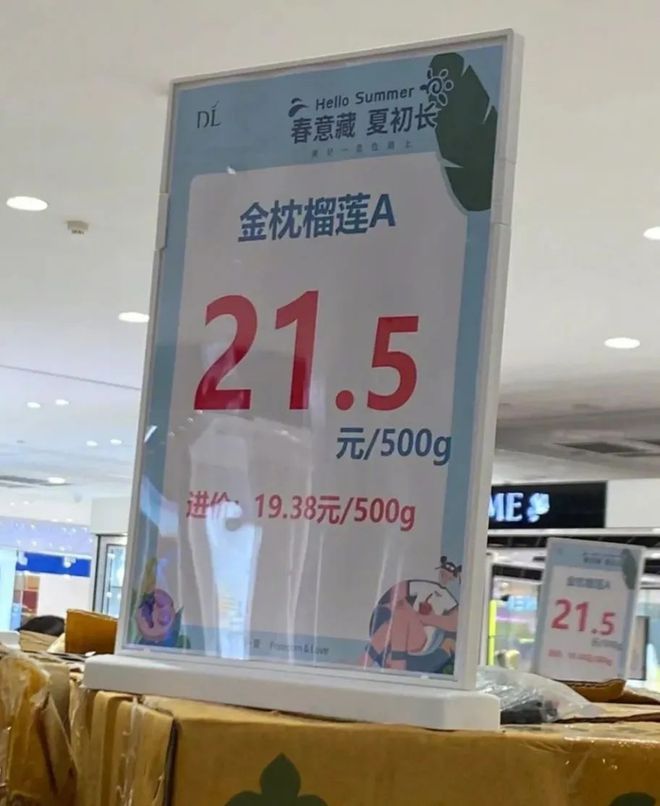 DL
Hello Summer
春意藏 夏初长
金枕榴莲A
21.5
元/500g
进价：19.38元/500g
ME
金枕榴莲A
21.5